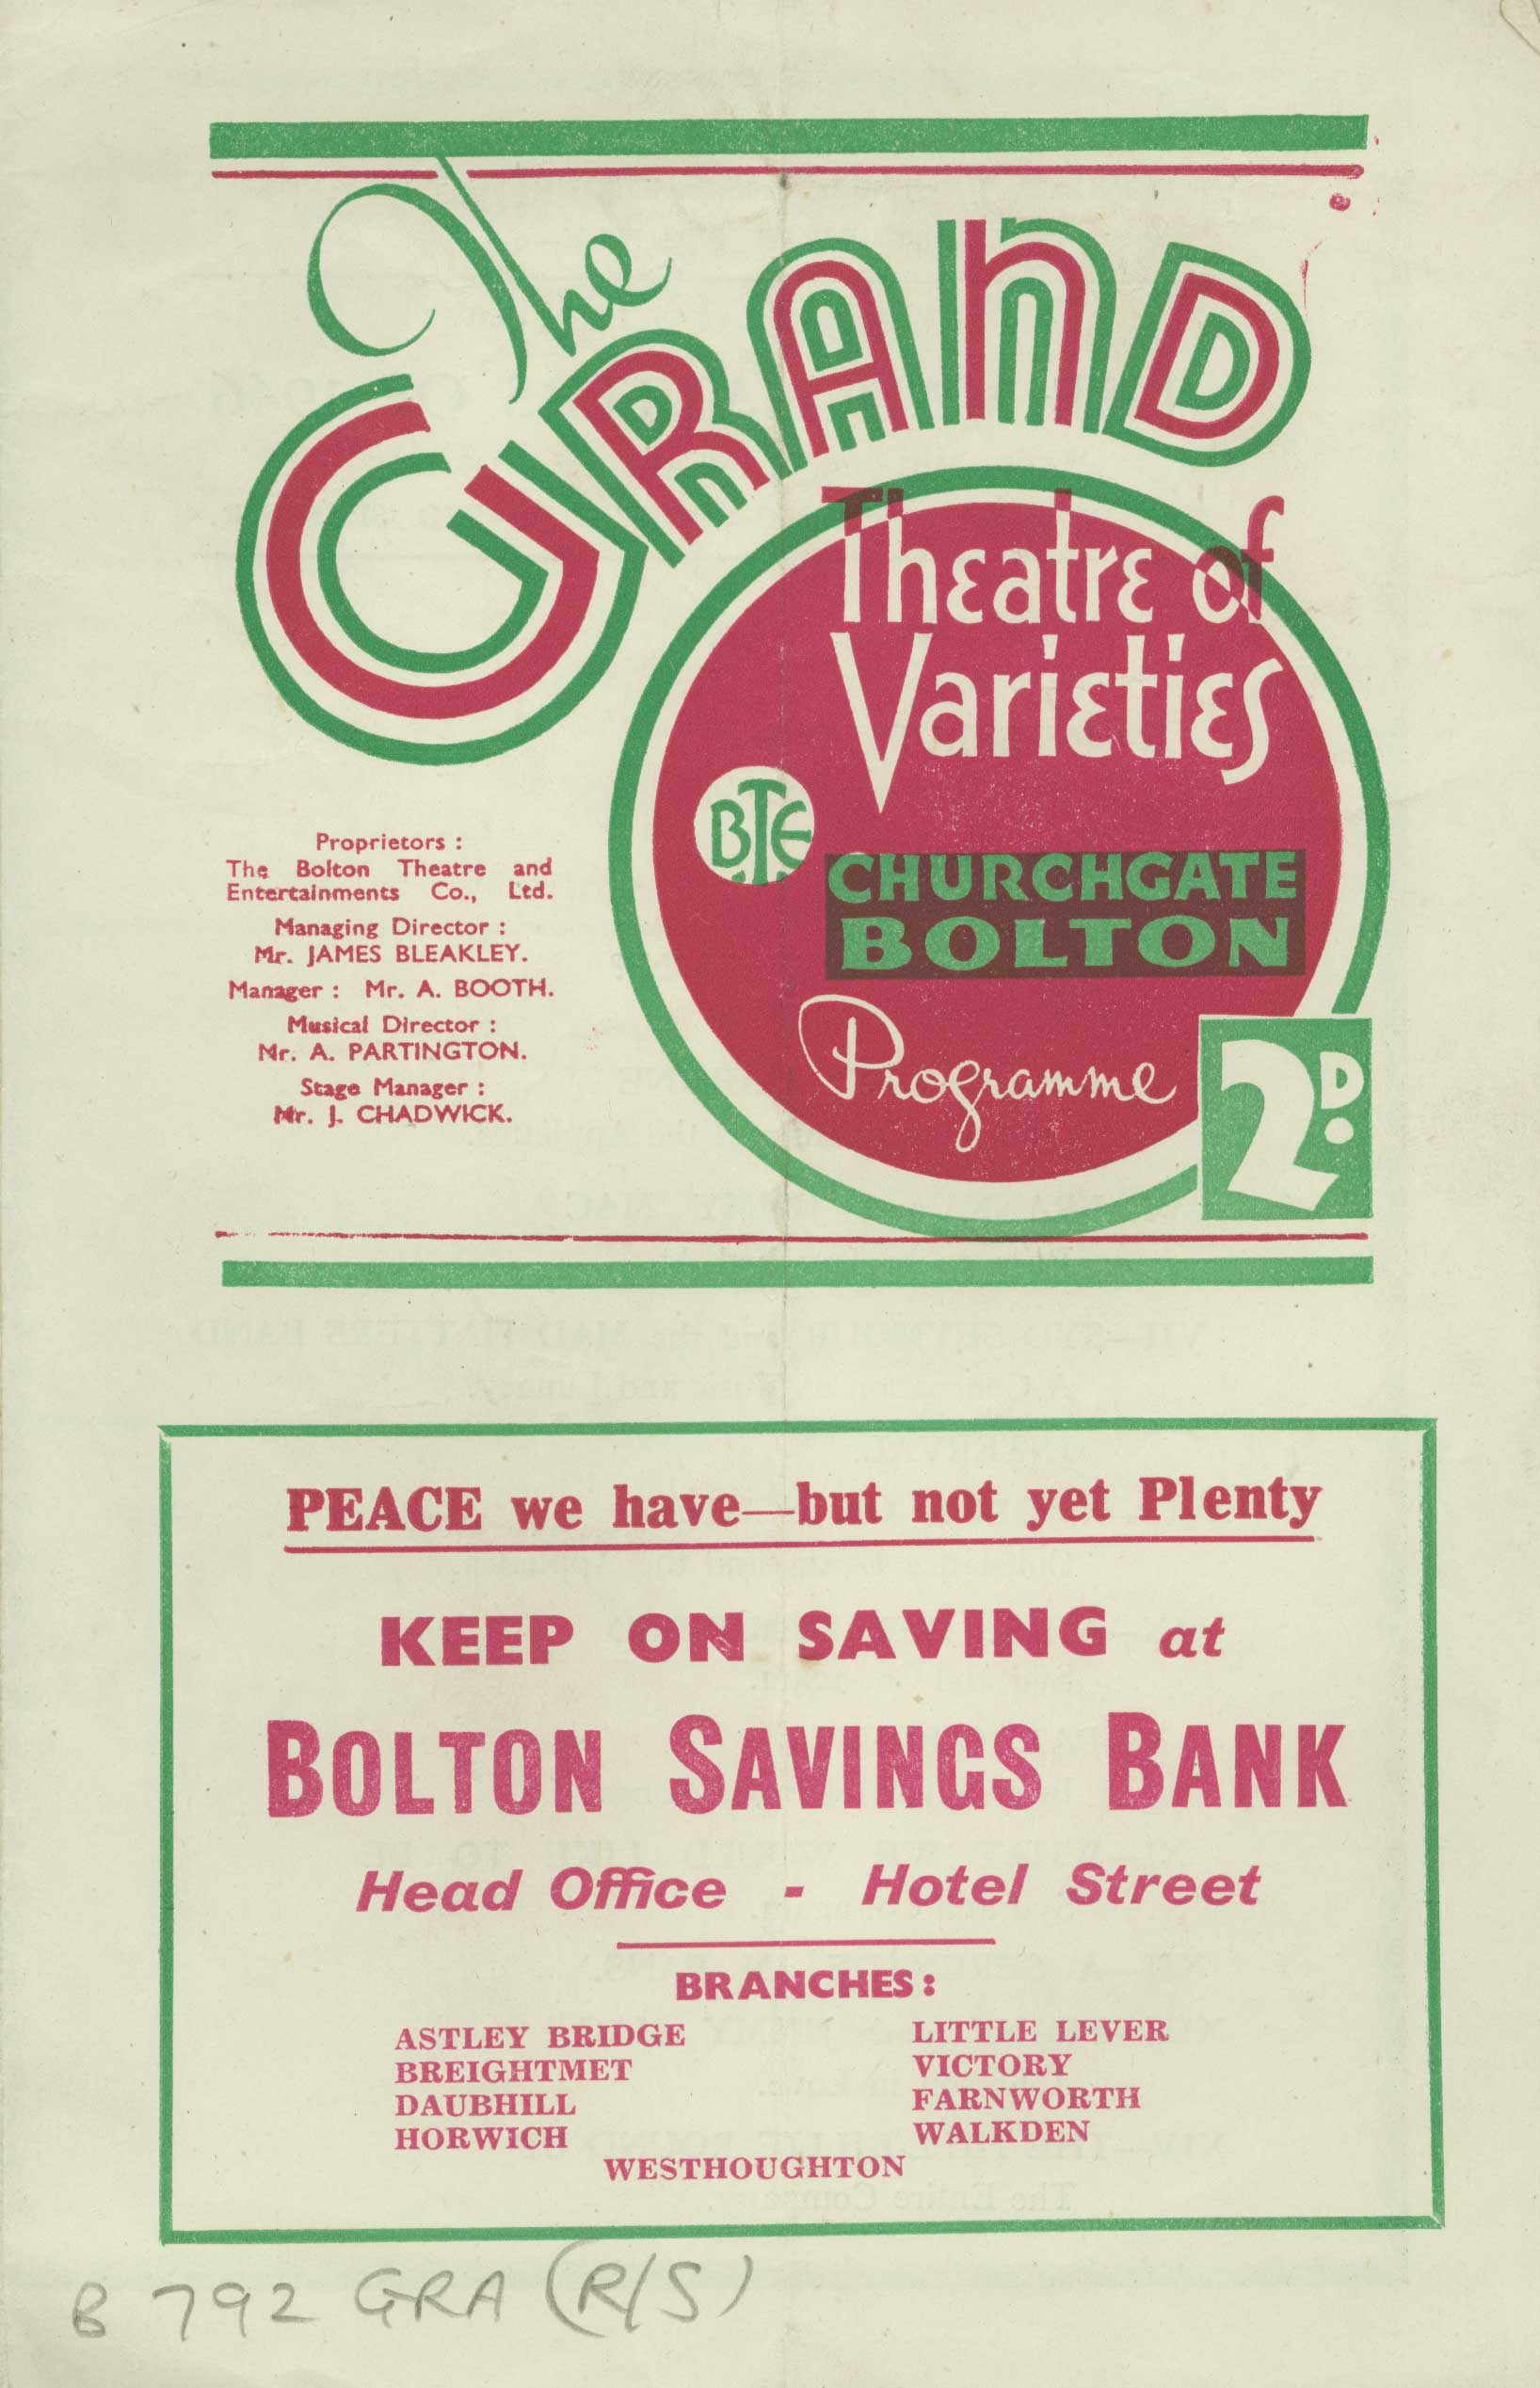 The
GRAND
Theatre of
Varieties
BTE
CHURCHGATE
BOLTON
Programme
2D.
Proprietors :
The Bolton Theatre and
Entertainments Co., Ltd.
Managing Director :
Mr. JAMES BLEAKLEY.
Manager : Mr. A. BOOTH.
Musical Director :
Mr. A. PARTINGTON.
Stage Manager :
Mr. J. CHADWICK.
PEACE we have—but not yet Plenty
KEEP ON SAVING at
BOLTON SAVINGS BANK
Head Office - Hotel Street
BRANCHES:
ASTLEY BRIDGE
BREIGHTMET
DAUBHILL
HORWICH
LITTLE LEVER
VICTORY
FARNWORTH
WALKDEN
WESTHOUGHTON
B 792 GRA (R/S)